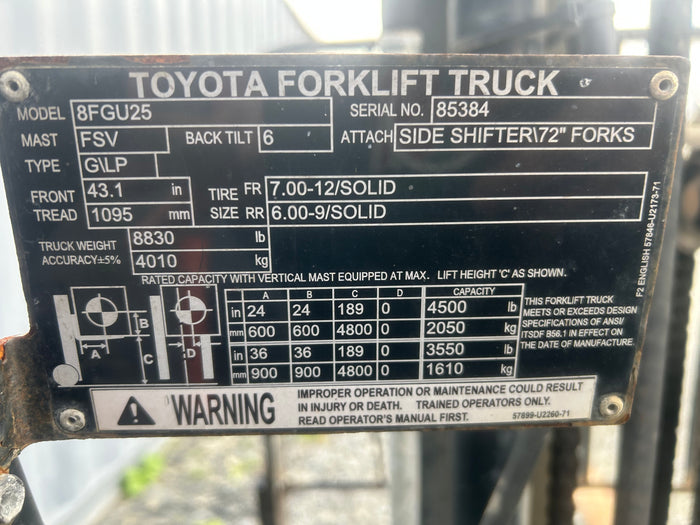 TOYOTA FORKLIFT TRUCK
MODEL 8FGU25 SERIAL NO. 85384
MAST FSV BACK TILT 6 ATTACH SIDE SHIFTER\72" FORKS
TYPE G\LP
FRONT TREAD 43.1 in
1095 mm
TIRE SIZE FR 7.00-12/SOLID
RR 6.00-9/SOLID
TRUCK WEIGHT 8830 lb
ACCURACY±5% 4010 kg
RATED CAPACITY WITH VERTICAL MAST EQUIPPED AT MAX. LIFT HEIGHT 'C' AS SHOWN.
A B C D
A B C D CAPACITY
in 24 24 189 0 4500 lb
mm 600 600 4800 0 2050 kg
in 36 36 189 0 3550 lb
mm 900 900 4800 0 1610 kg
THIS FORKLIFT TRUCK
MEETS OR EXCEEDS DESIGN
SPECIFICATIONS OF ANSI
ITSDF B56.1 IN EFFECT ON
THE DATE OF MANUFACTURE.
F2 ENGLISH 57846-U2173-71
WARNING
IMPROPER OPERATION OR MAINTENANCE COULD RESULT
IN INJURY OR DEATH. TRAINED OPERATORS ONLY.
READ OPERATOR'S MANUAL FIRST. 57899-U2260-71